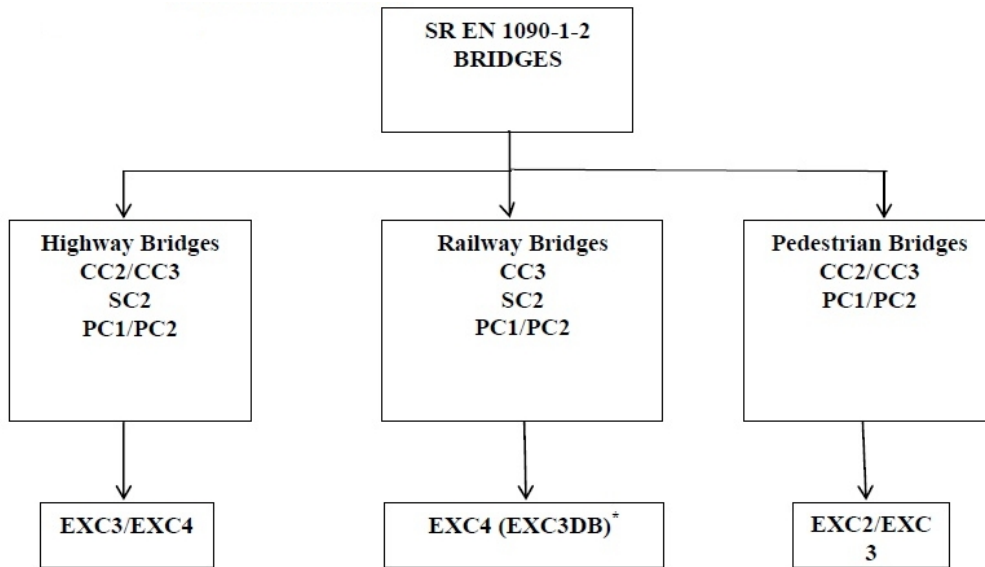 SR EN 1090-1-2
BRIDGES
Highway Bridges
CC2/CC3
SC2
PC1/PC2
Railway Bridges
CC3
SC2
PC1/PC2
Pedestrian Bridges
CC2/CC3
PC1/PC2
EXC3/EXC4
EXC4 (EXC3DB)*
EXC2/EXC
3